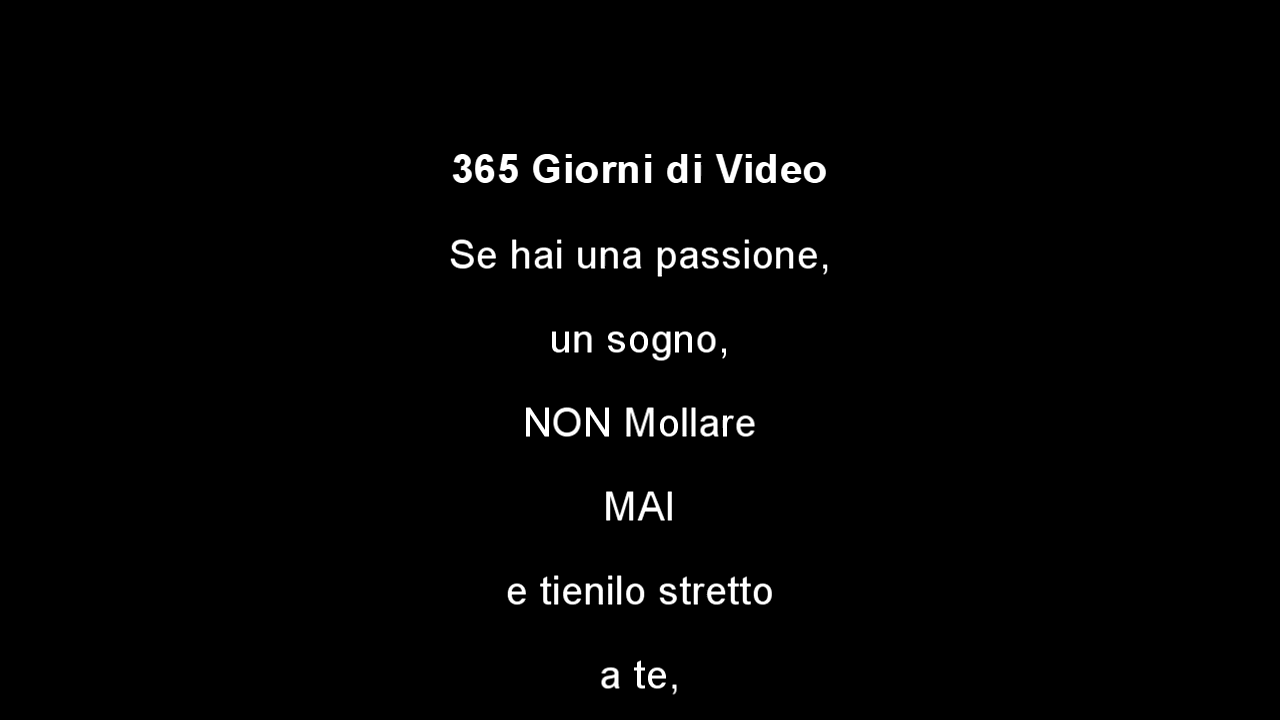 365 Giorni di Video
Se hai una passione,
un sogno,
NON Mollare
MAI
e tienilo stretto
a te,